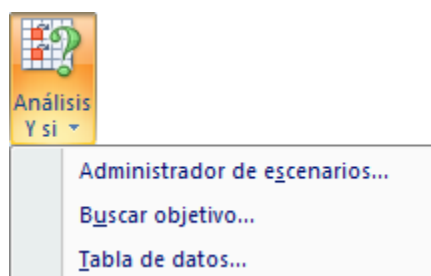 Análisis
Y si
Administrador de escenarios...
Buscar objetivo...
Tabla de datos...